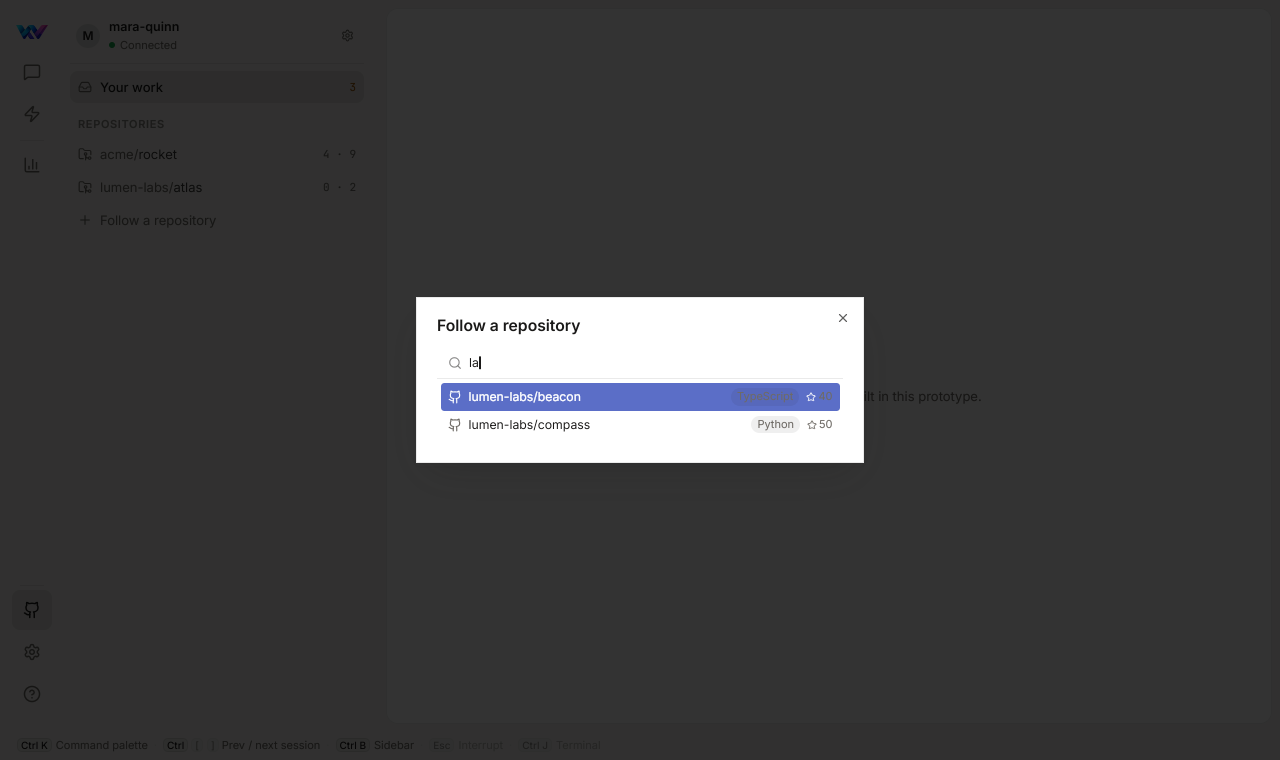 M
mara-quinn
Connected
Your work 3
REPOSITORIES
acme/rocket 4 · 9
lumen-labs/atlas 0 · 2
Follow a repository
Follow a repository
la
lumen-labs/beacon
lumen-labs/compass Python 50
ilt in this prototype.
Ctrl K Command palette Ctrl [ ] Prev / next session Ctrl B Sidebar Esc Interrupt Ctrl J Terminal